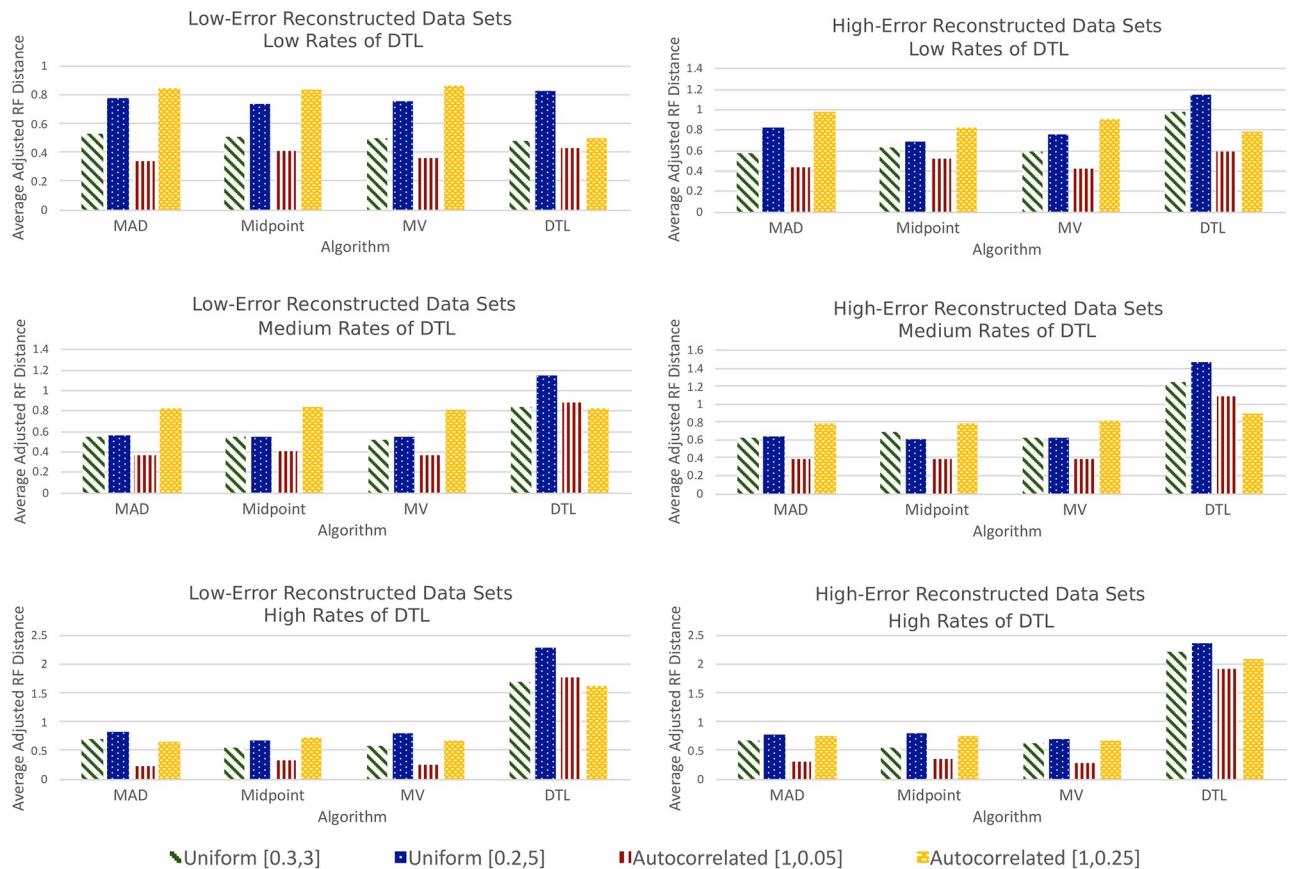 Low-Error Reconstructed Data Sets
Low Rates of DTL
Average Adjusted RF Distance
1
0.8
0.6
0.4
0.2
0
MAD Midpoint MV DTL
Algorithm
High-Error Reconstructed Data Sets
Low Rates of DTL
Average Adjusted RF Distance
1.4
1.2
1
0.8
0.6
0.4
0.2
0
MAD Midpoint MV DTL
Algorithm
Low-Error Reconstructed Data Sets
Medium Rates of DTL
Average Adjusted RF Distance
1.4
1.2
1
0.8
0.6
0.4
0.2
0
MAD Midpoint MV DTL
Algorithm
High-Error Reconstructed Data Sets
Medium Rates of DTL
Average Adjusted RF Distance
1.6
1.4
1.2
1
0.8
0.6
0.4
0.2
0
MAD Midpoint MV DTL
Algorithm
Low-Error Reconstructed Data Sets
High Rates of DTL
Average Adjusted RF Distance
2.5
2
1.5
1
0.5
0
MAD Midpoint MV DTL
Algorithm
High-Error Reconstructed Data Sets
High Rates of DTL
Average Adjusted RF Distance
2.5
2
1.5
1
0.5
0
MAD Midpoint MV DTL
Algorithm
Uniform [0.3,3] Uniform [0.2,5] Autocorrelated [1,0.05] Autocorrelated [1,0.25]